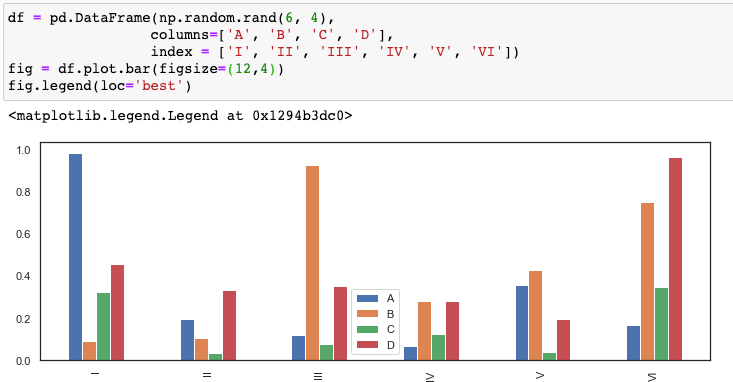 df = pd.DataFrame(np.random.rand(6, 4),
columns=['A', 'B', 'C', 'D'],
index = ['I', 'II', 'III', 'IV', 'V', 'VI'])
fig = df.plot.bar(figsize=(12,4))
fig.legend(loc='best')
<matplotlib.legend.Legend at 0x1294b3dc0>
1.0
0.8
0.6
0.4
0.2
0.0
A
B
C
D
I
II
III
IV
V
VI